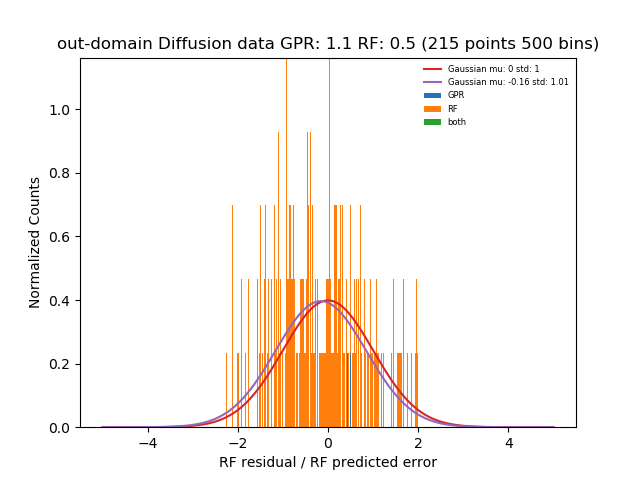 out-domain Diffusion data GPR: 1.1 RF: 0.5 (215 points 500 bins)
Gaussian mu: 0 std: 1
Gaussian mu: -0.16 std: 1.01
GPR
RF
both
Normalized Counts
1.0
0.8
0.6
0.4
0.2
0.0
−4 −2 0 2 4
RF residual / RF predicted error